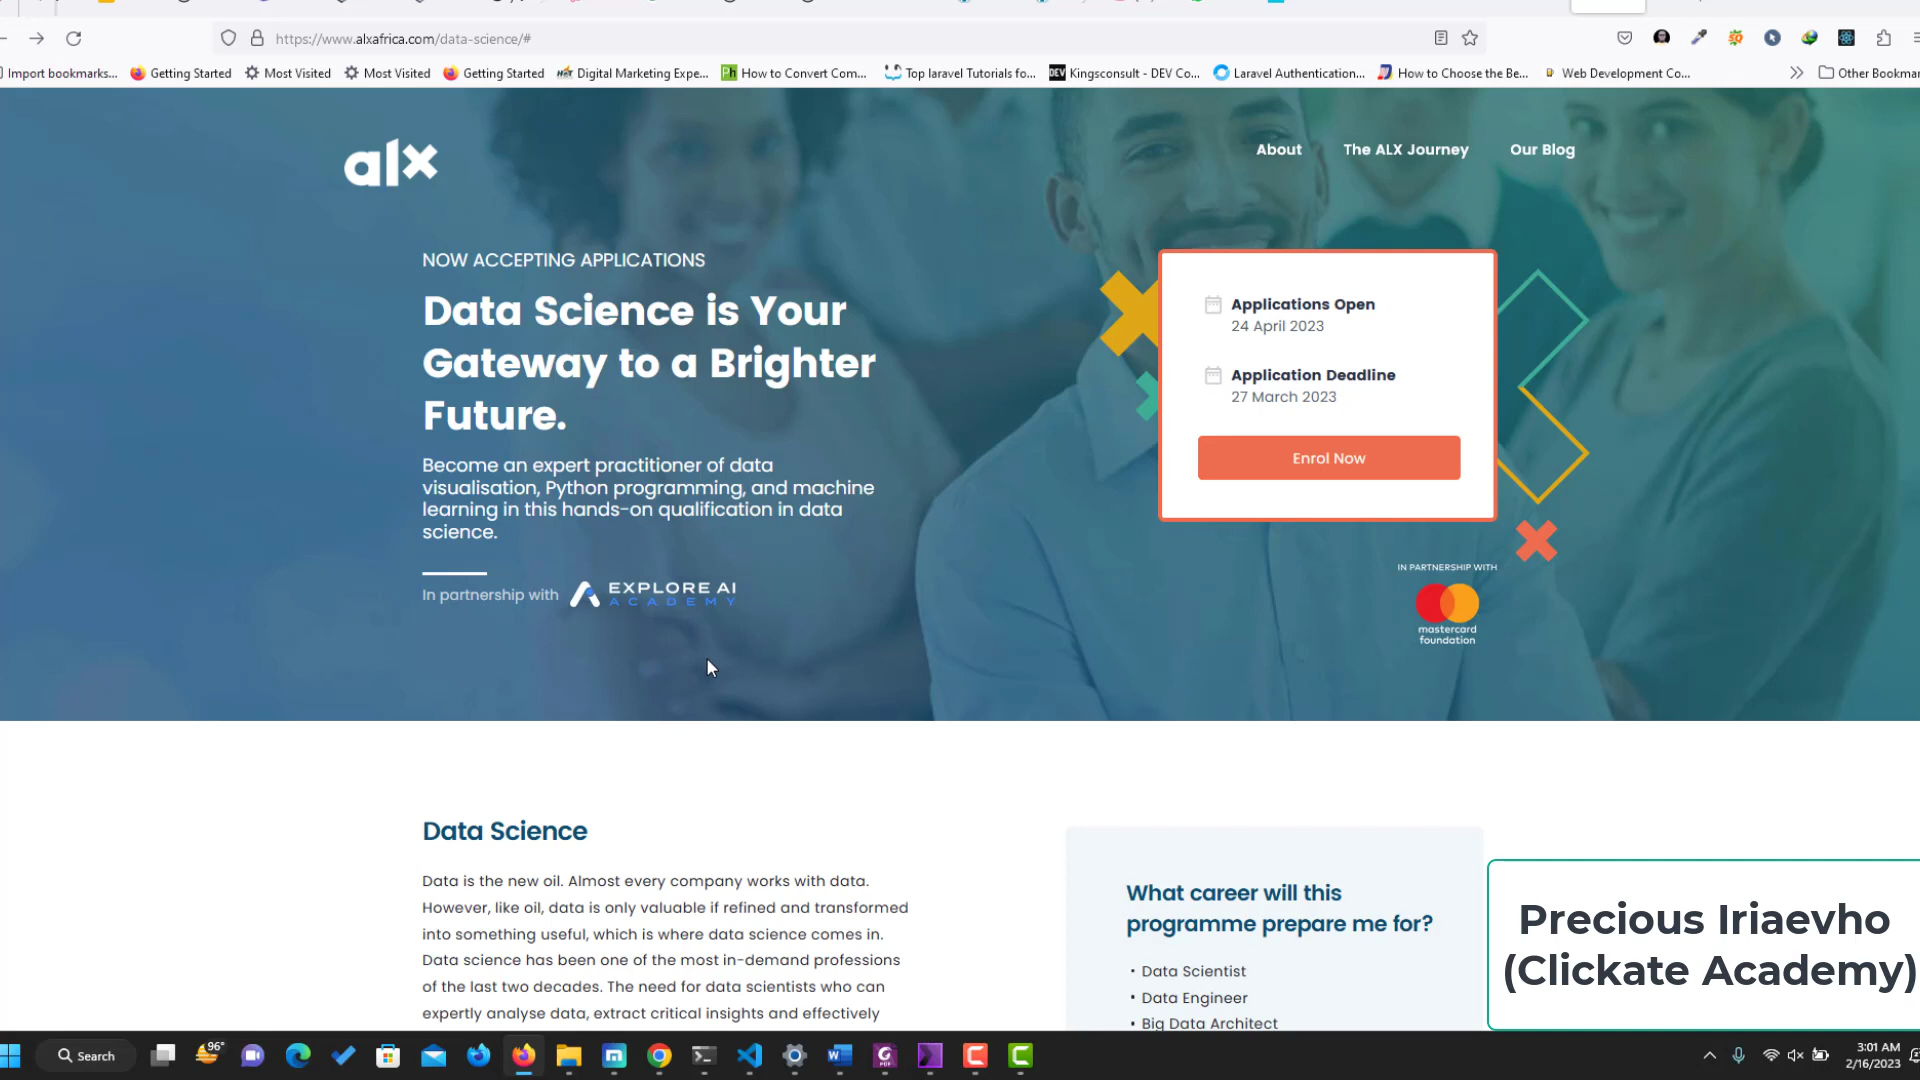 https://www.alxafrica.com/data-science/#
Import bookmarks... Getting Started Most Visited Most Visited Getting Started Digital Marketing Expe... How to Convert Com... Top laravel Tutorials fo... Kingsconsult - DEV Co... Laravel Authentication... How to Choose the Be... Web Development Co... Other Bookmar
alx
About The ALX Journey Our Blog
NOW ACCEPTING APPLICATIONS
Data Science is Your
Gateway to a Brighter
Future.
Become an expert practitioner of data
visualisation, Python programming, and machine
learning in this hands-on qualification in data
science.
In partnership with EXPLORE AI
ACADEMY
Applications Open
24 April 2023
Application Deadline
27 March 2023
Enrol Now
IN PARTNERSHIP WITH
mastercard
foundation
Data Science
Data is the new oil. Almost every company works with data.
However, like oil, data is only valuable if refined and transformed
into something useful, which is where data science comes in.
Data science has been one of the most in-demand professions
of the last two decades. The need for data scientists who can
expertly analyse data, extract critical insights and effectively
What career will this
programme prepare me for?
• Data Scientist
• Data Engineer
• Big Data Architect
Precious Iriaevho
(Clickate Academy)
Search
96°
3:01 AM
2/16/2023